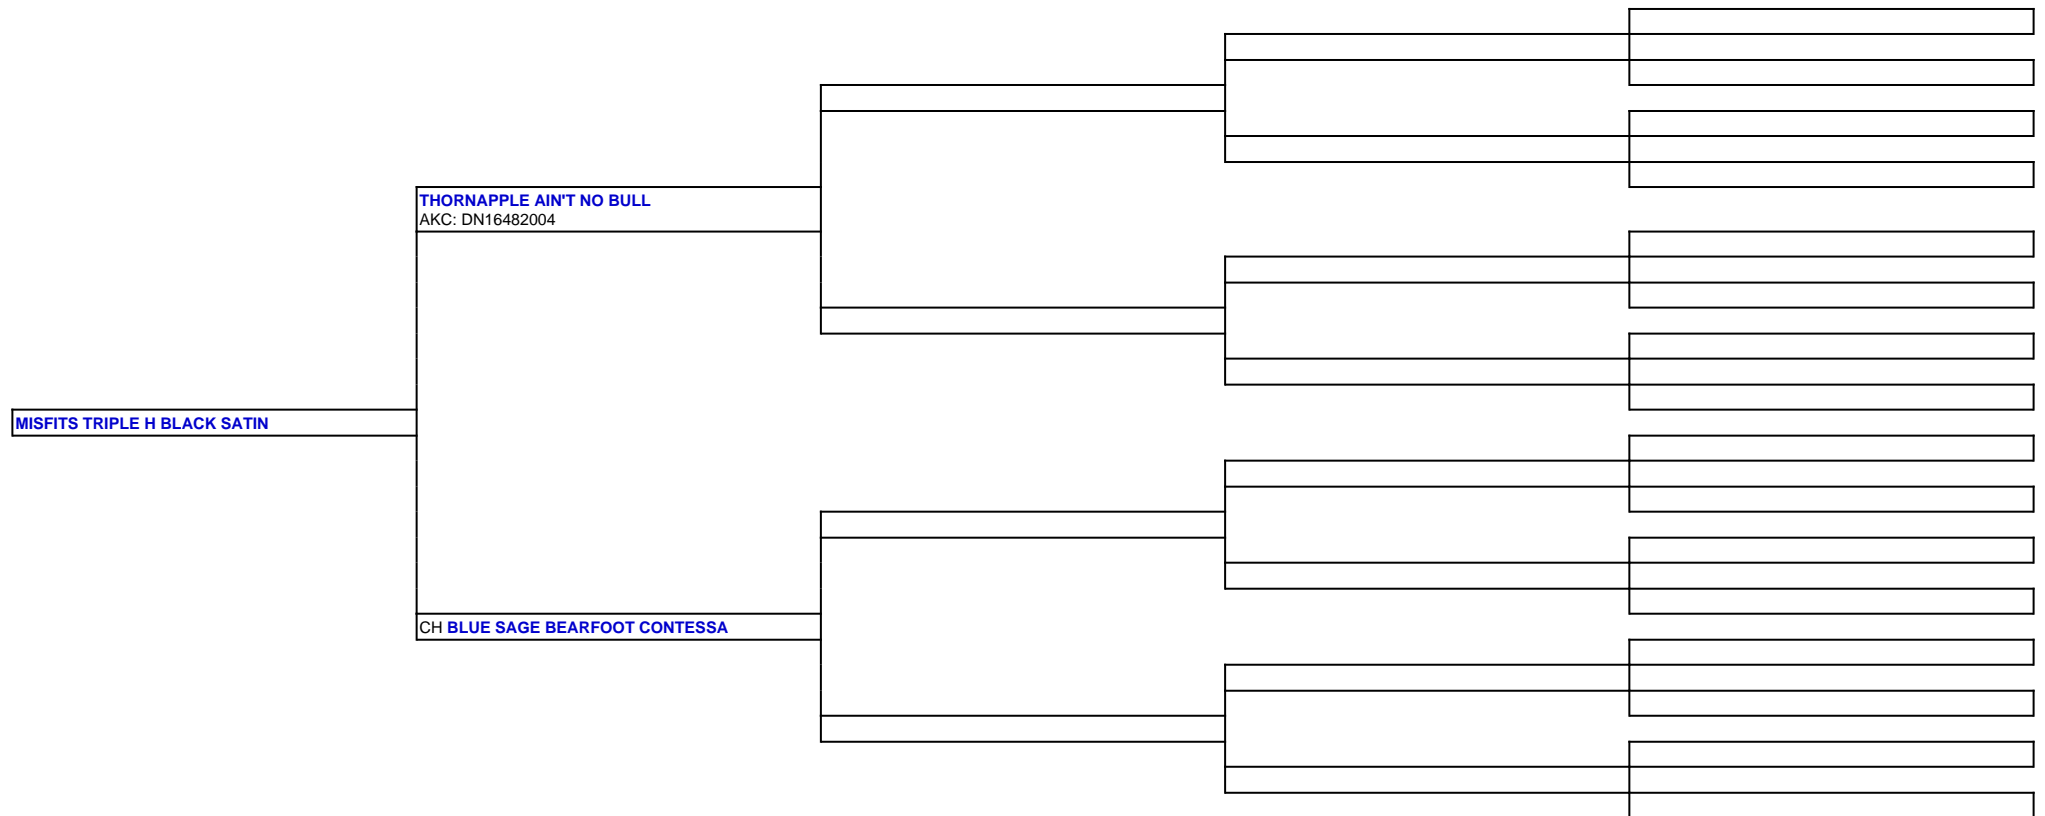 THORNAPPLE AIN'T NO BULL
AKC: DN16482004
MISFITS TRIPLE H BLACK SATIN
CH BLUE SAGE BEARFOOT CONTESSA